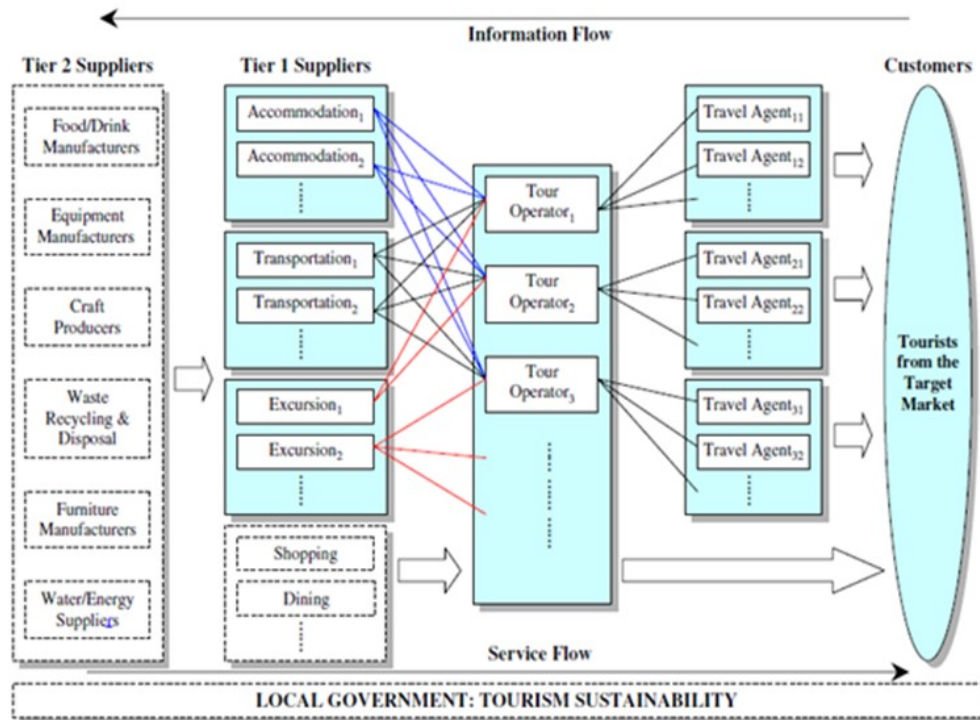 Information Flow
Tier 2 Suppliers
Food/Drink
Manufacturers
Equipment
Manufacturers
Craft
Producers
Waste
Recycling &
Disposal
Furniture
Manufacturers
Water/Energy
Suppliers
Tier 1 Suppliers
Accommodation₁
Accommodation₂
Transportation₁
Transportation₂
Excursion₁
Excursion₂
Shopping
Dining
Tour
Operator₁
Tour
Operator₂
Tour
Operator₃
Travel Agent₁₁
Travel Agent₁₂
Travel Agent₂₁
Travel Agent₂₂
Travel Agent₃₁
Travel Agent₃₂
Customers
Tourists
from the
Target
Market
Service Flow
LOCAL GOVERNMENT: TOURISM SUSTAINABILITY